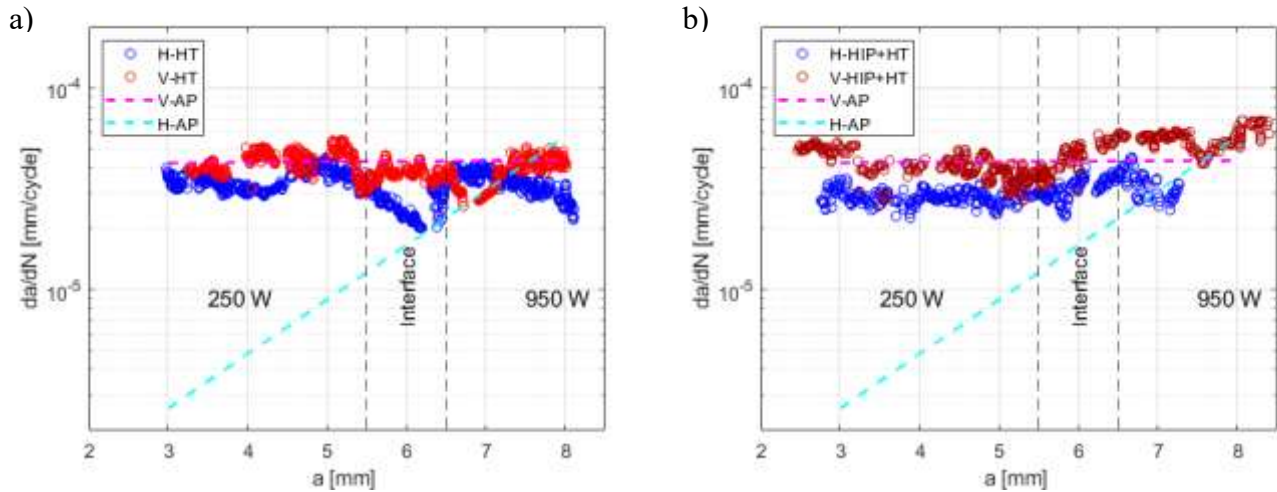 a)
H-HT
V-HT
V-AP
H-AP
da/dN [mm/cycle]
10⁻⁴
10⁻⁵
250 W
Interface
950 W
2 3 4 5 6 7 8
a [mm]
b)
H-HIP+HT
V-HIP+HT
V-AP
H-AP
da/dN [mm/cycle]
10⁻⁴
10⁻⁵
250 W
Interface
950 W
2 3 4 5 6 7 8
a [mm]